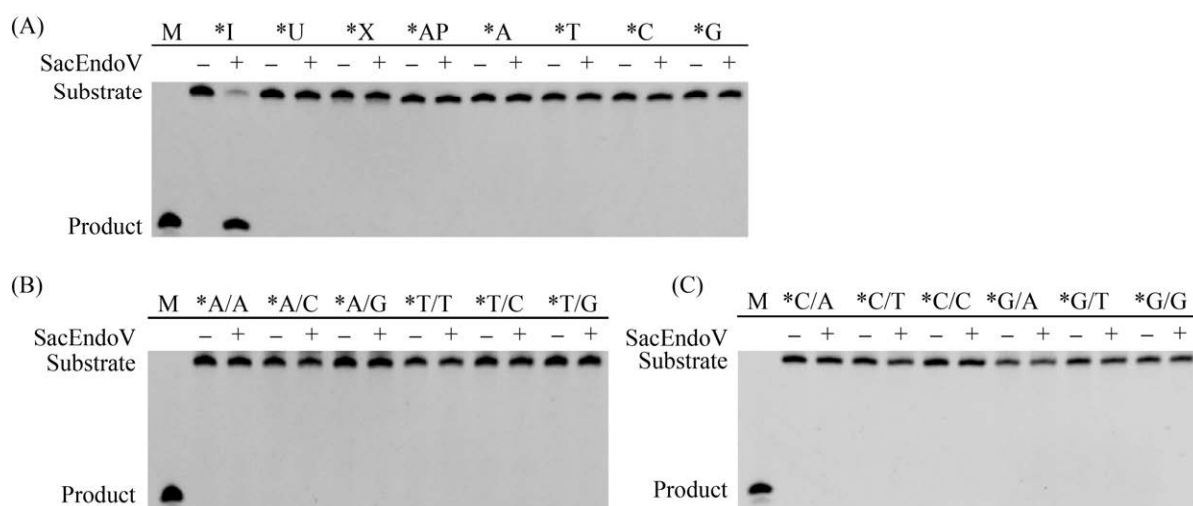 (A)
M *I *U *X *AP *A *T *C *G
SacEndoV – + – + – + – + – + – + – + – +
Substrate
Product
(B)
M *A/A *A/C *A/G *T/T *T/C *T/G
SacEndoV – + – + – + – + – + – +
Substrate
Product
(C)
M *C/A *C/T *C/C *G/A *G/T *G/G
SacEndoV – + – + – + – + – + – +
Substrate
Product